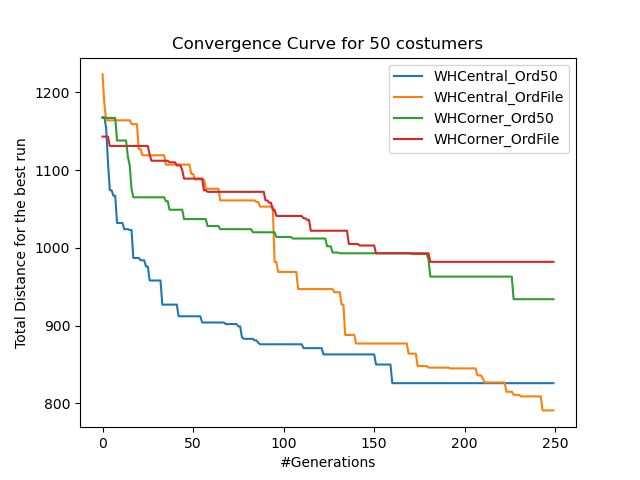 Convergence Curve for 50 costumers
WHCentral_Ord50
WHCentral_OrdFile
WHCorner_Ord50
WHCorner_OrdFile
Total Distance for the best run
1200
1100
1000
900
800
0 50 100 150 200 250
#Generations